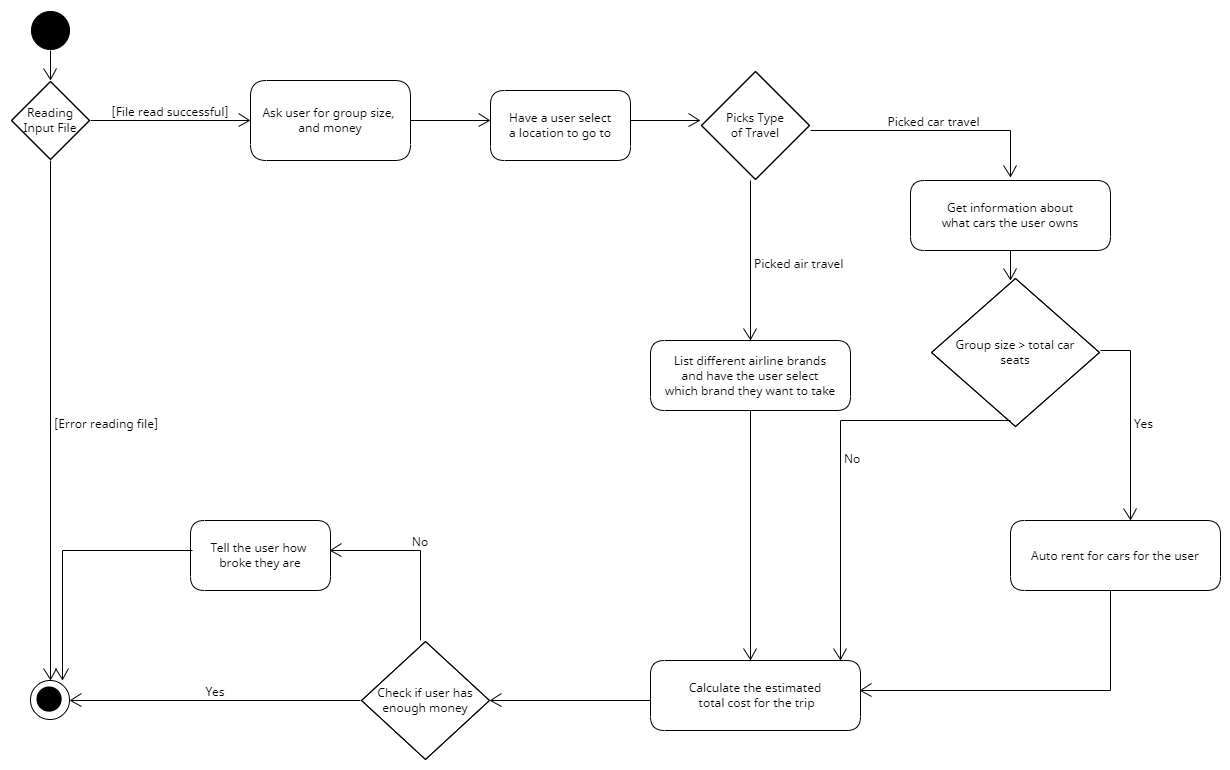 Reading
Input File
[File read successful]
Ask user for group size,
and money
Have a user select
a location to go to
Picks Type
of Travel
Picked car travel
Get information about
what cars the user owns
Picked air travel
Group size > total car
seats
List different airline brands
and have the user select
which brand they want to take
[Error reading file]
Yes
No
Tell the user how
broke they are
No
Auto rent for cars for the user
Yes
Check if user has
enough money
Calculate the estimated
total cost for the trip